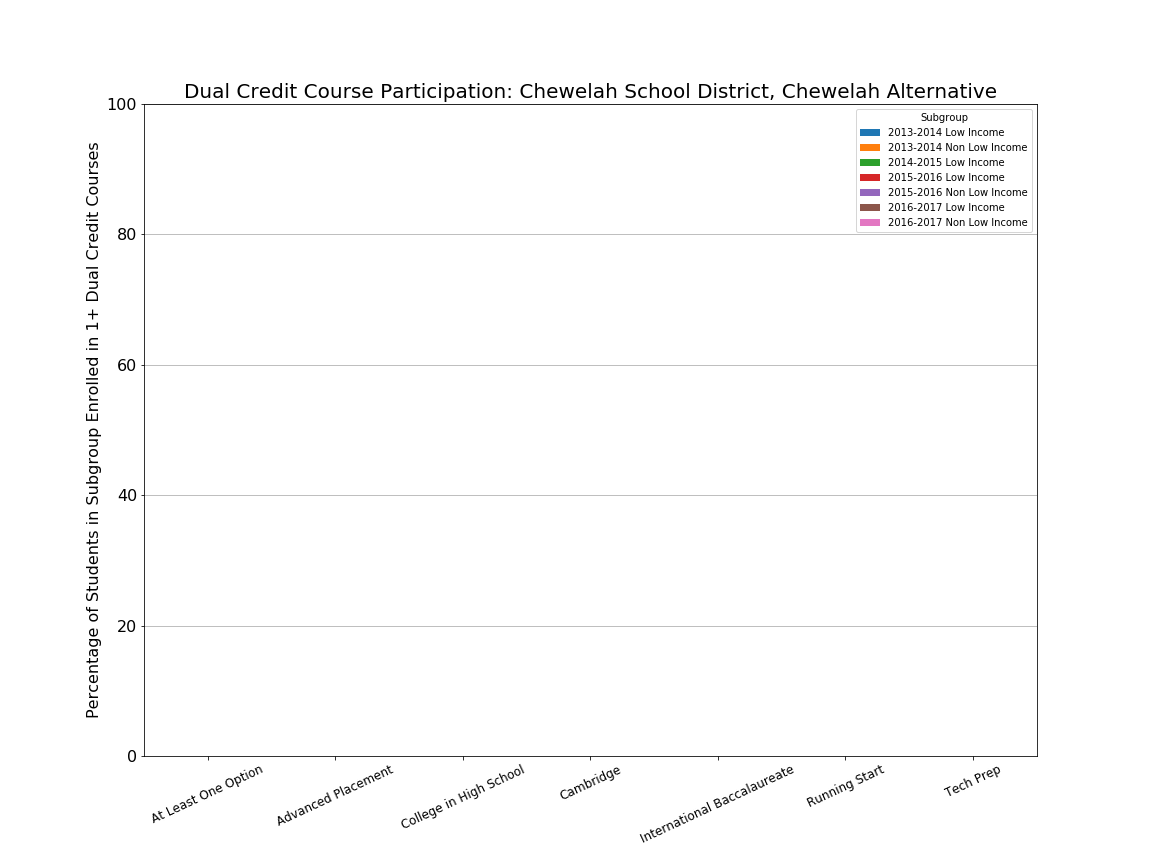 Dual Credit Course Participation: Chewelah School District, Chewelah Alternative
Percentage of Students in Subgroup Enrolled in 1+ Dual Credit Courses
100
80
60
40
20
0
Subgroup
2013-2014 Low Income
2013-2014 Non Low Income
2014-2015 Low Income
2015-2016 Low Income
2015-2016 Non Low Income
2016-2017 Low Income
2016-2017 Non Low Income
At Least One Option
Advanced Placement
College in High School
Cambridge
International Baccalaureate
Running Start
Tech Prep